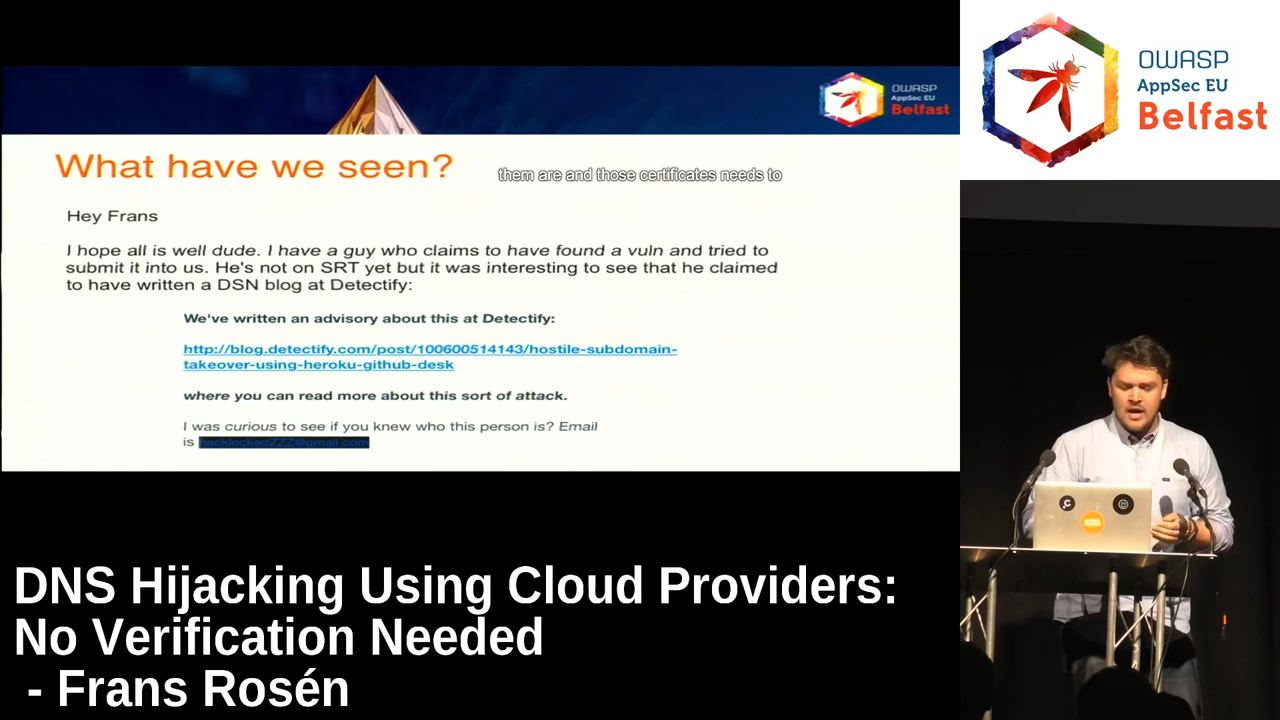 OWASP
AppSec EU
Belfast
OWASP
AppSec EU
Belfast
What have we seen?
them are and those certificates needs to
Hey Frans
I hope all is well dude. I have a guy who claims to have found a vuln and tried to
submit it into us. He's not on SRT yet but it was interesting to see that he claimed
to have written a DSN blog at Detectify:
We've written an advisory about this at Detectify:
http://blog.detectify.com/post/100600514143/hostile-subdomain-
takeover-using-heroku-github-desk
where you can read more about this sort of attack.
I was curious to see if you knew who this person is? Email
is hacklockedZZZ@gmail.com
DNS Hijacking Using Cloud Providers:
No Verification Needed
- Frans Rosén